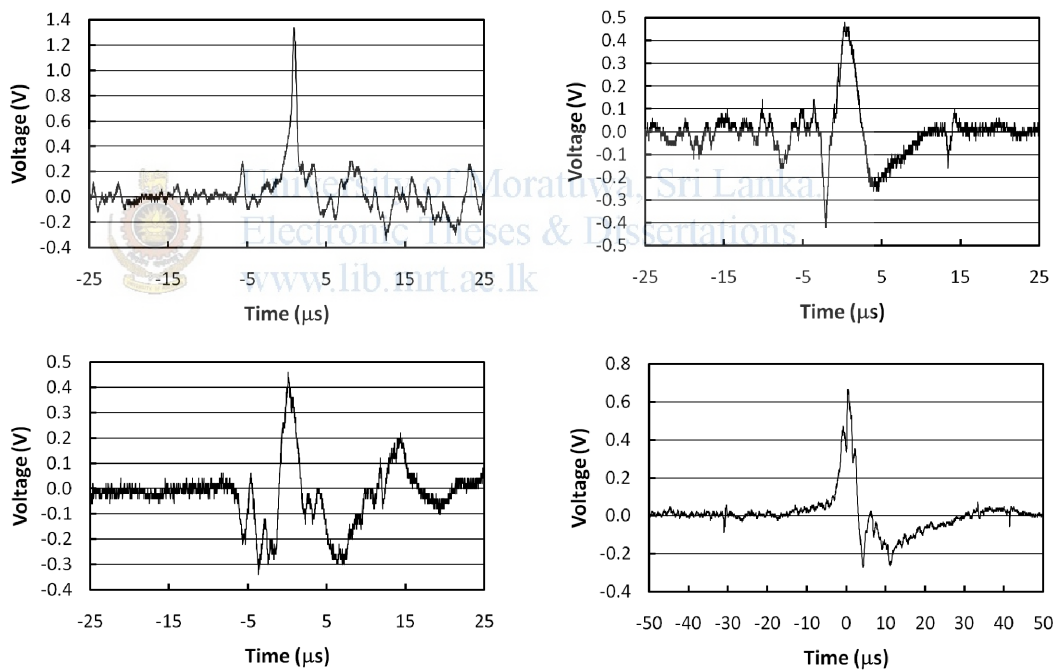 1.4
1.2
1.0
0.8
0.6
0.4
0.2
0.0
-0.2
-0.4
Voltage (V)
-25 -15 -5 5 15 25
Time (µs)
0.5
0.4
0.3
0.2
0.1
0.0
-0.1
-0.2
-0.3
-0.4
-0.5
Voltage (V)
-25 -15 -5 5 15 25
Time (µs)
University of Moratuwa, Sri Lanka.
Electronic Theses & Dissertations
www.lib.mrt.ac.lk
0.5
0.4
0.3
0.2
0.1
0.0
-0.1
-0.2
-0.3
-0.4
Voltage (V)
-25 -15 -5 5 15 25
Time (µs)
0.8
0.6
0.4
0.2
0.0
-0.2
-0.4
Voltage (V)
-50 -40 -30 -20 -10 0 10 20 30 40 50
Time (µs)